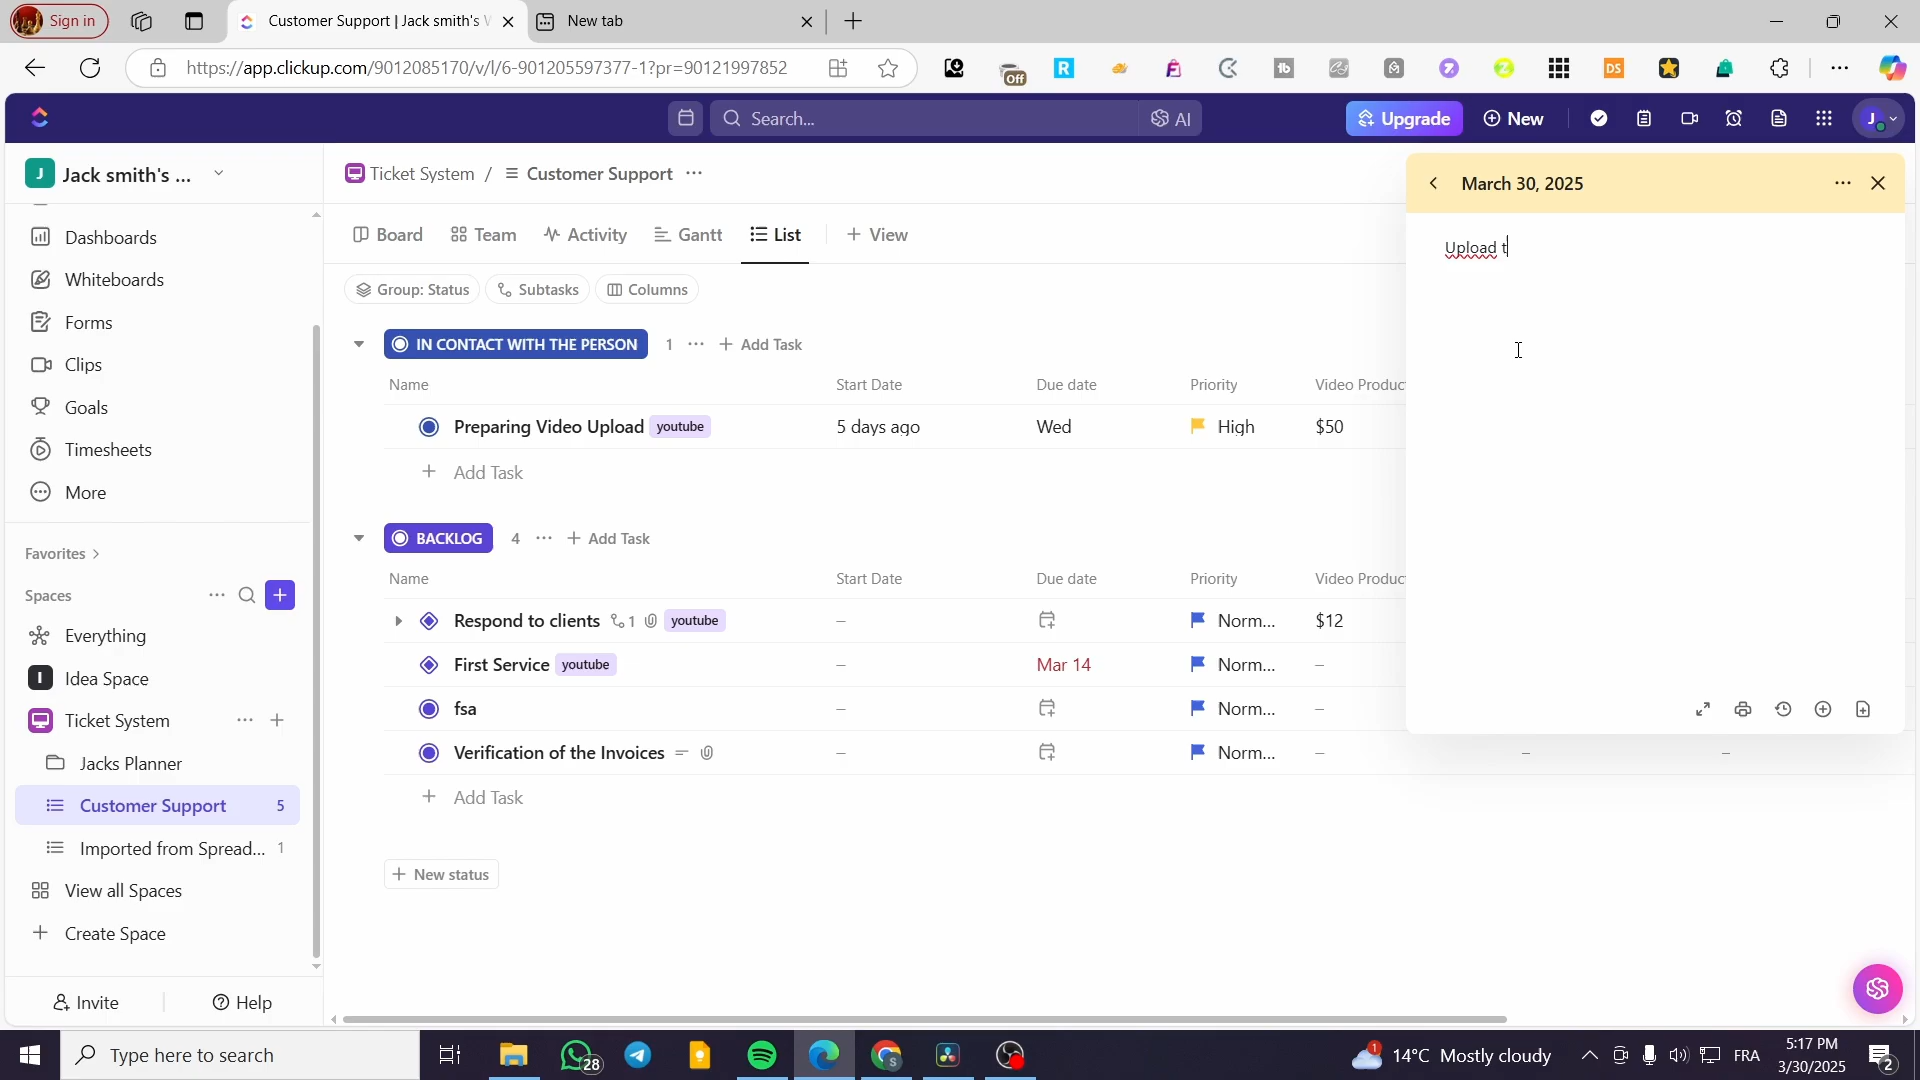 Sign in
Customer Support | Jack smith's
New tab
https://app.clickup.com/9012085170/v/l/6-901205597377-1?pr=90121997852
Off
R
tb
DS
Search...
AI
Upgrade
New
J
J
Jack smith's ...
Ticket System / Customer Support
March 30, 2025
Dashboards
Board
Team
Activity
Gantt
List
View
Upload t
Whiteboards
Group: Status
Subtasks
Columns
Forms
IN CONTACT WITH THE PERSON 1 Add Task
Clips
Name Start Date Due date Priority Video Produc
Goals
Preparing Video Upload youtube 5 days ago Wed High $50
Timesheets
Add Task
More
BACKLOG 4 Add Task
Favorites
Name Start Date Due date Priority Video Produc
Spaces
Respond to clients 1 youtube – Norm... $12
Everything
First Service youtube – Mar 14 Norm... –
I Idea Space
fsa – Norm... –
Ticket System
Verification of the Invoices – Norm... – – –
Jacks Planner
Add Task
Customer Support 5
Imported from Spread... 1
New status
View all Spaces
Create Space
Invite
Help
Type here to search
28
S
1
14°C Mostly cloudy
FRA
5:17 PM
3/30/2025
2